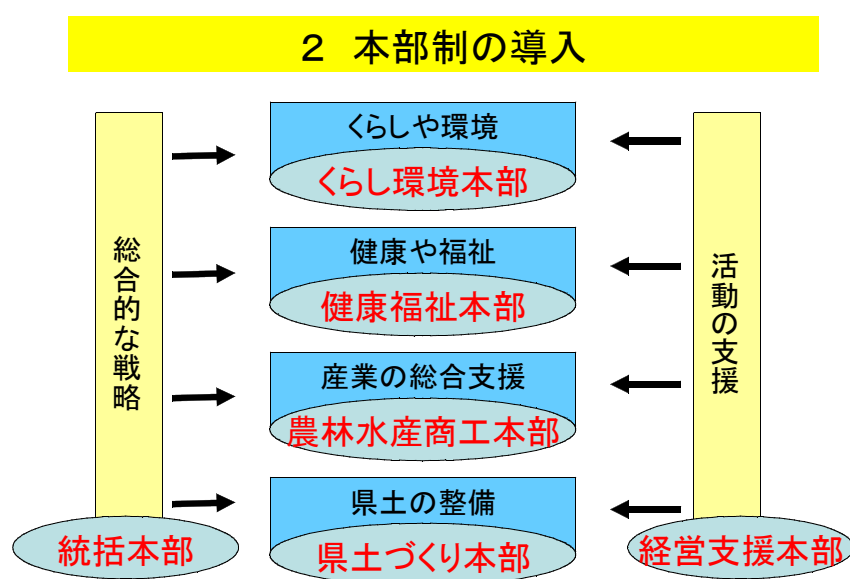 ２ 本部制の導入
くらしや環境
くらし環境本部
健康や福祉
健康福祉本部
産業の総合支援
農林水産商工本部
県土の整備
県土づくり本部
総合的な戦略
統括本部
活動の支援
経営支援本部